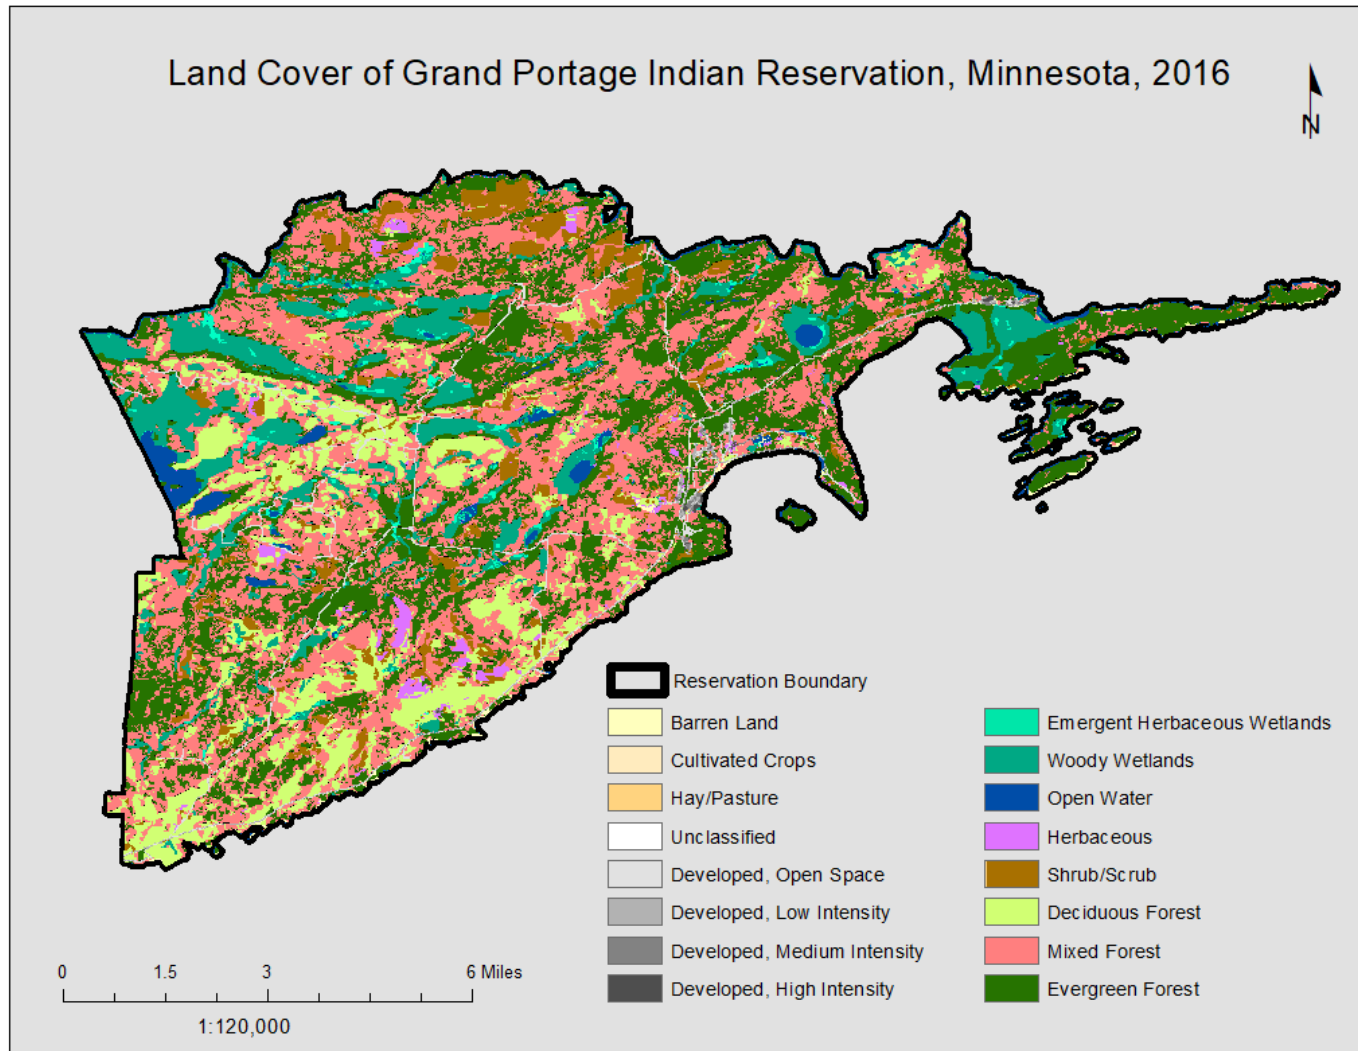 Land Cover of Grand Portage Indian Reservation, Minnesota, 2016
N
Reservation Boundary
Barren Land
Cultivated Crops
Hay/Pasture
Unclassified
Developed, Open Space
Developed, Low Intensity
Developed, Medium Intensity
Developed, High Intensity
Emergent Herbaceous Wetlands
Woody Wetlands
Open Water
Herbaceous
Shrub/Scrub
Deciduous Forest
Mixed Forest
Evergreen Forest
0 1.5 3 6 Miles
1:120,000